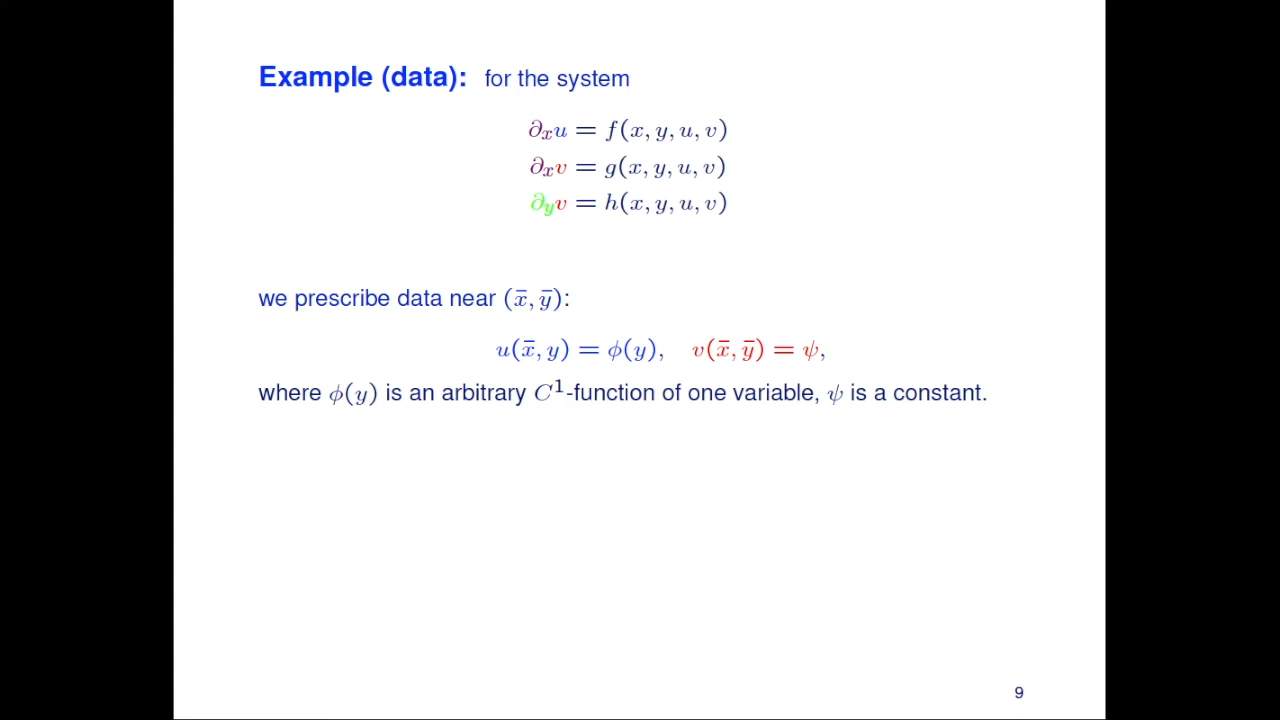 Example (data): for the system
∂ₓu = f(x, y, u, v)
∂ₓv = g(x, y, u, v)
∂ᵧv = h(x, y, u, v)
we prescribe data near (x̄, ȳ):
u(x̄, y) = ϕ(y), v(x̄, ȳ) = ψ,
where ϕ(y) is an arbitrary C¹-function of one variable, ψ is a constant.
9